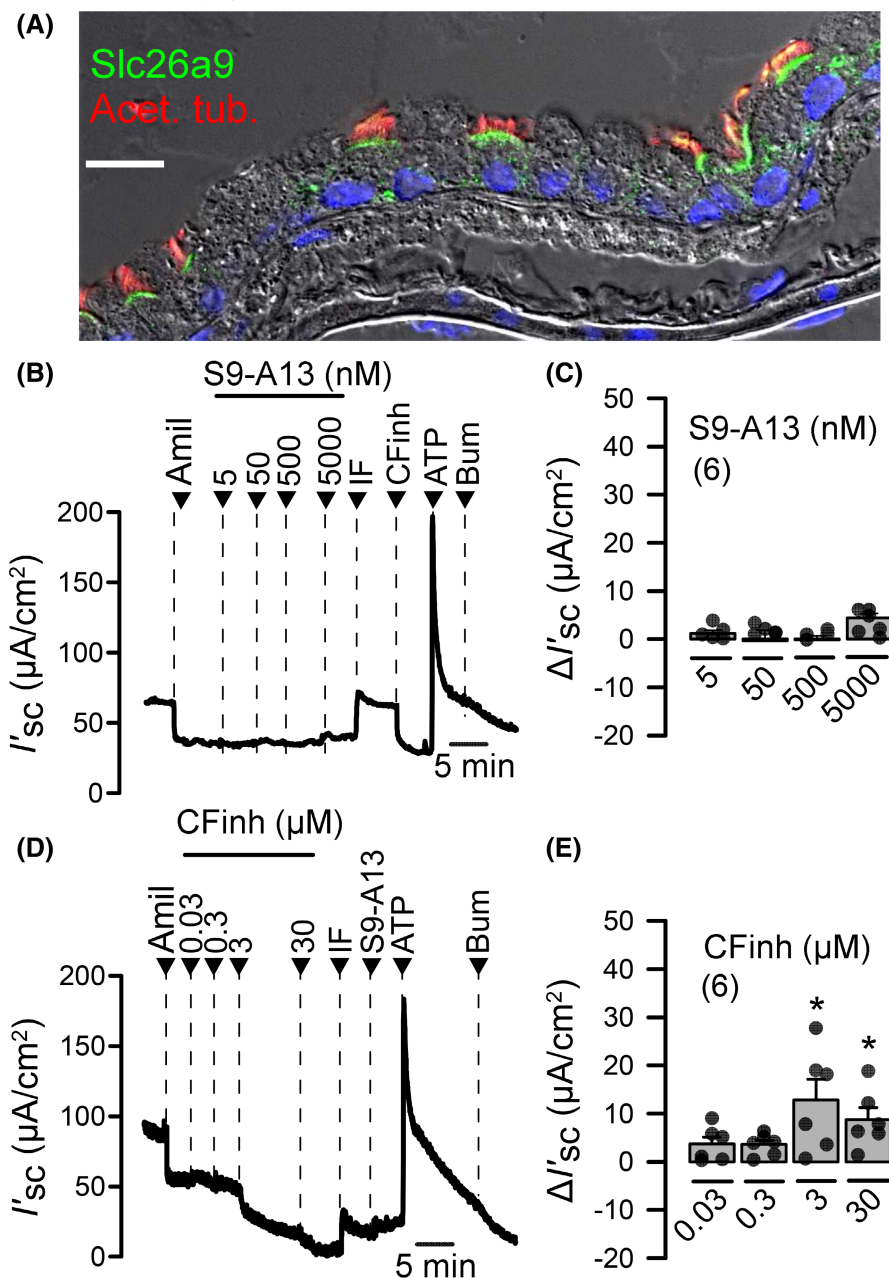 (A)
Slc26a9
Acet. tub.
(B)
S9-A13 (nM)
Amil
5
50
500
5000
IF
CFinh
ATP
Bum
I'sc (µA/cm²)
200
150
100
50
0
5 min
(C)
S9-A13 (nM)
(6)
ΔI'sc (µA/cm²)
50
40
30
20
10
0
-10
-20
5
50
500
5000
(D)
CFinh (µM)
Amil
0.03
0.3
3
30
IF
S9-A13
ATP
Bum
I'sc (µA/cm²)
200
150
100
50
0
5 min
(E)
CFinh (µM)
(6)
ΔI'sc (µA/cm²)
50
40
30
20
10
0
-10
-20
*
*
0.03
0.3
3
30